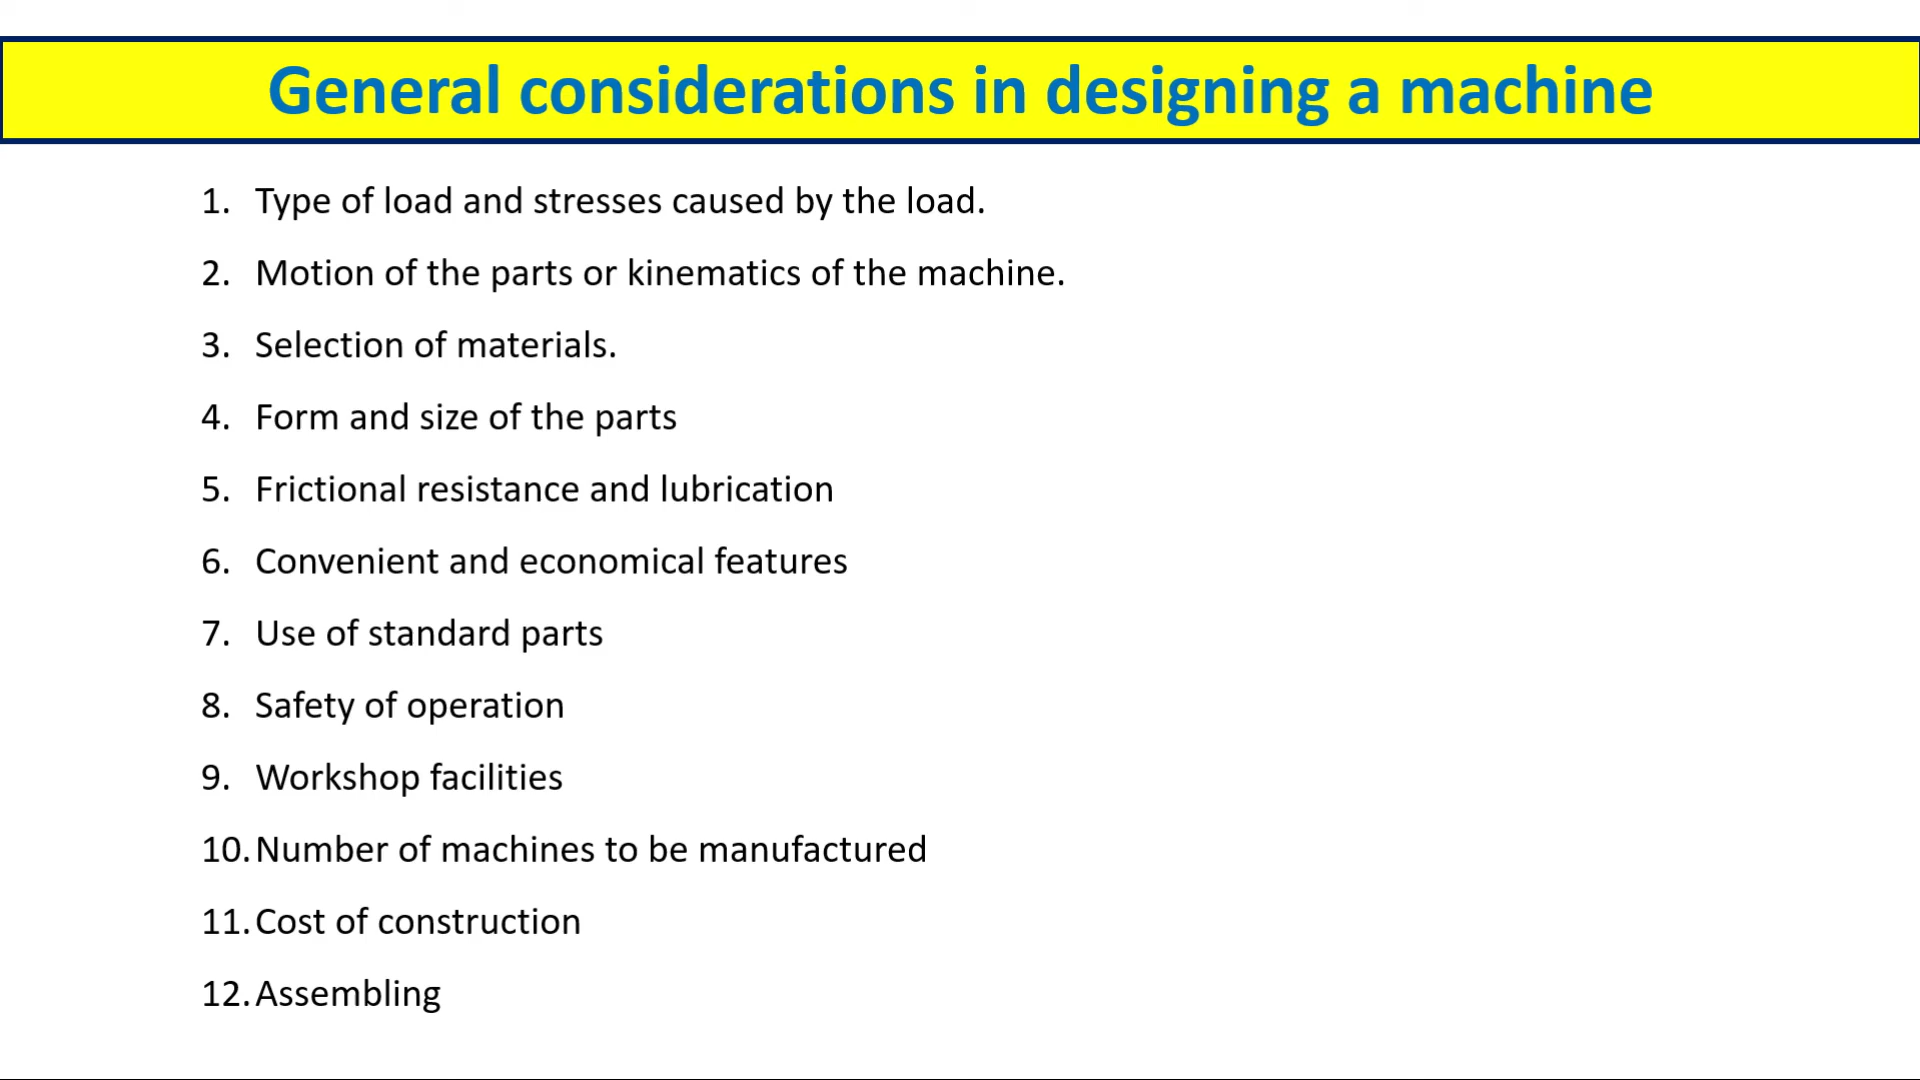 General considerations in designing a machine
1. Type of load and stresses caused by the load.
2. Motion of the parts or kinematics of the machine.
3. Selection of materials.
4. Form and size of the parts
5. Frictional resistance and lubrication
6. Convenient and economical features
7. Use of standard parts
8. Safety of operation
9. Workshop facilities
10. Number of machines to be manufactured
11. Cost of construction
12. Assembling